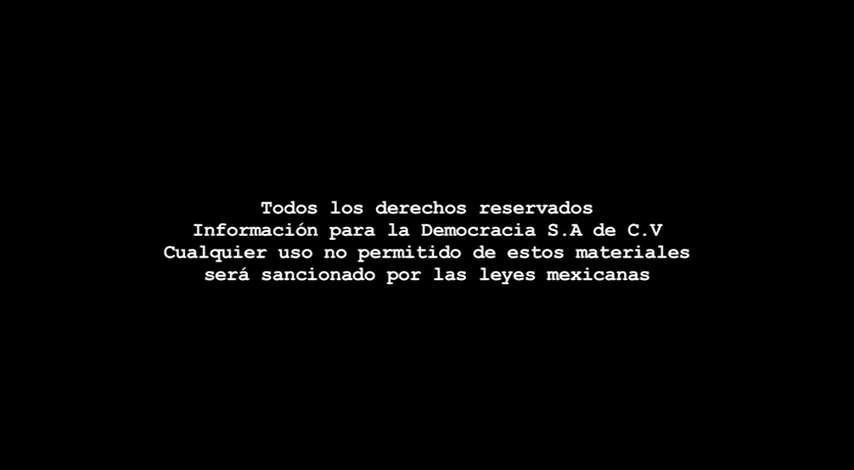 Todos los derechos reservados
Información para la Democracia S.A de C.V
Cualquier uso no permitido de estos materiales
será sancionado por las leyes mexicanas